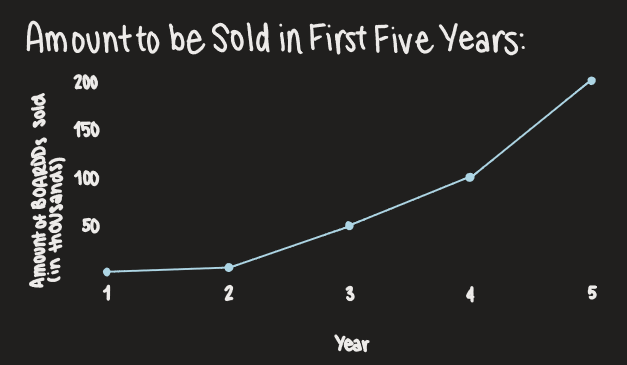 Amount to be Sold in First Five Years:
200
150
100
50
Amount of BOARDDs sold
(in thousands)
1 2 3 4 5
Year